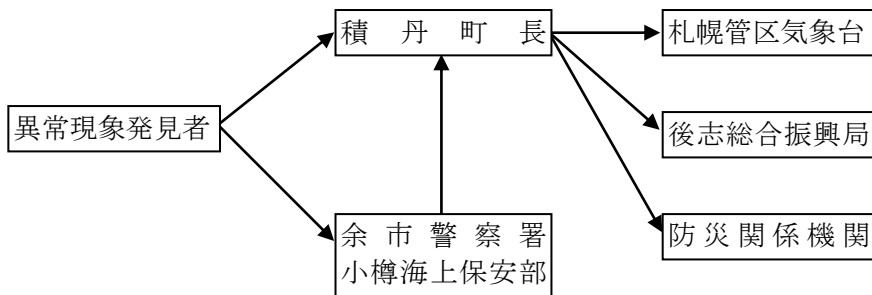 積丹町長
札幌管区気象台
異常現象発見者
後志総合振興局
余市警察署
小樽海上保安部
防災関係機関